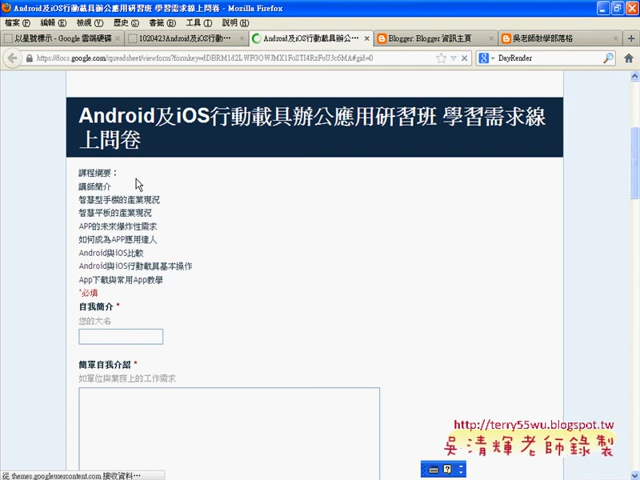 Android及iOS行動載具辦公應用研習班 學習需求線上問卷 - Mozilla Firefox
檔案(F) 編輯(E) 檢視(V) 歷史(S) 書籤(B) 工具(T) 說明(H)
以星號標示 - Google 雲端硬碟
1020423Android及iOS行動...
Android及iOS行動載具辦公...
Blogger: Blogger 資訊主頁
吳老師教學部落格
DayRender
Android及iOS行動載具辦公應用研習班 學習需求線
上問卷
課程綱要：
講師簡介
智慧型手機的產業現況
智慧平板的產業現況
APP的未來爆炸性需求
如何成為APP應用達人
Android與iOS比較
Android與iOS行動載具基本操作
App下載與常用App教學
*必填
自我簡介 *
您的大名
簡單自我介紹 *
如單位與業務上的工作需求
http://terry55wu.blogspot.tw
吳清輝老師錄製
從 themes.googleusercontent.com 接收資料...